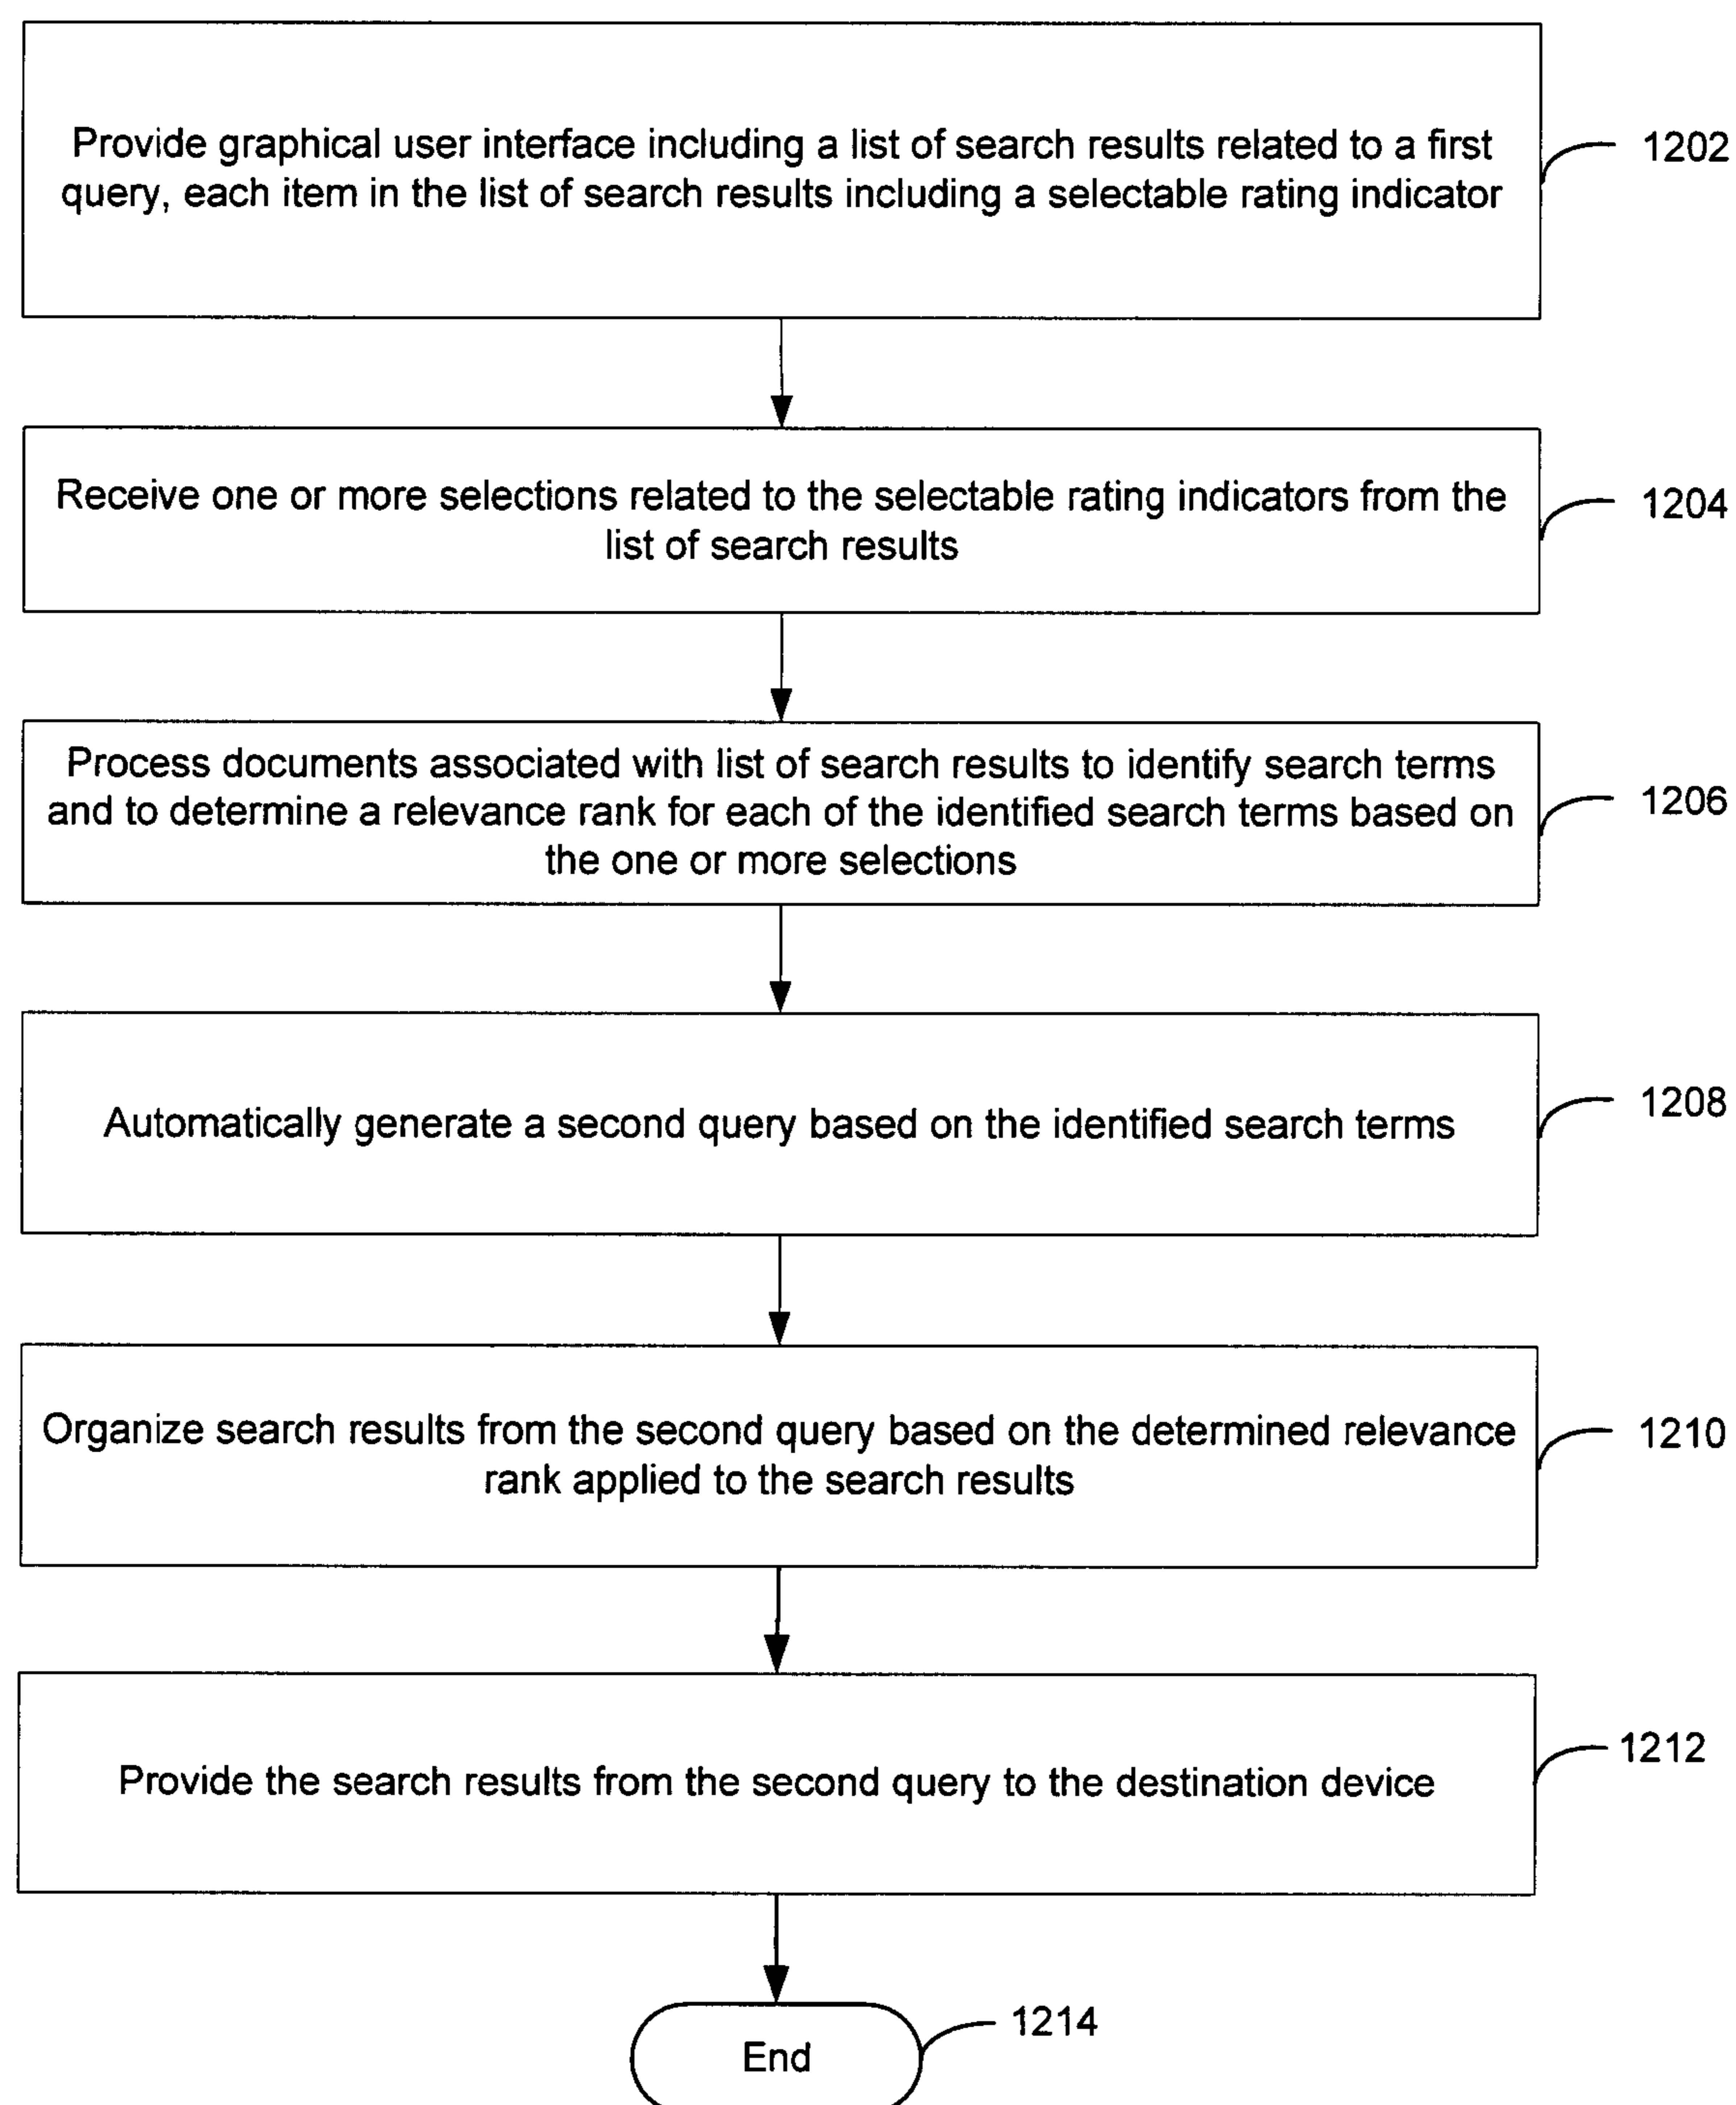 Provide graphical user interface including a list of search results related to a first
query, each item in the list of search results including a selectable rating indicator
1202
Receive one or more selections related to the selectable rating indicators from the
list of search results
1204
Process documents associated with list of search results to identify search terms
and to determine a relevance rank for each of the identified search terms based on
the one or more selections
1206
Automatically generate a second query based on the identified search terms
1208
Organize search results from the second query based on the determined relevance
rank applied to the search results
1210
Provide the search results from the second query to the destination device
1212
End
1214